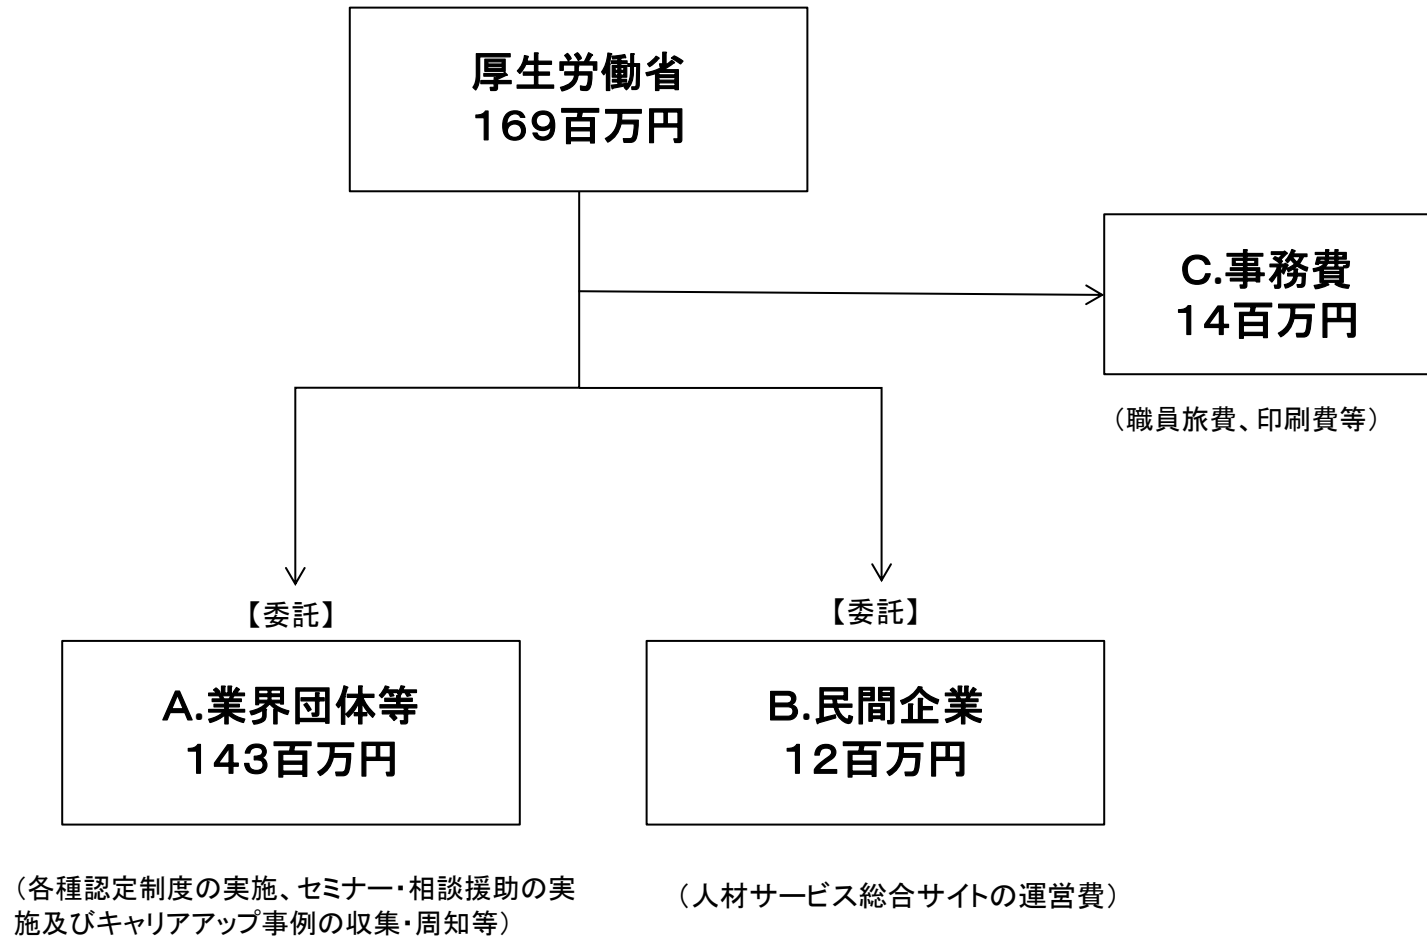 厚生労働省
169百万円
C.事務費
14百万円
（職員旅費、印刷費等）
【委託】
【委託】
A.業界団体等
143百万円
B.民間企業
12百万円
（各種認定制度の実施、セミナー・相談援助の実
施及びキャリアアップ事例の収集・周知等）
（人材サービス総合サイトの運営費）